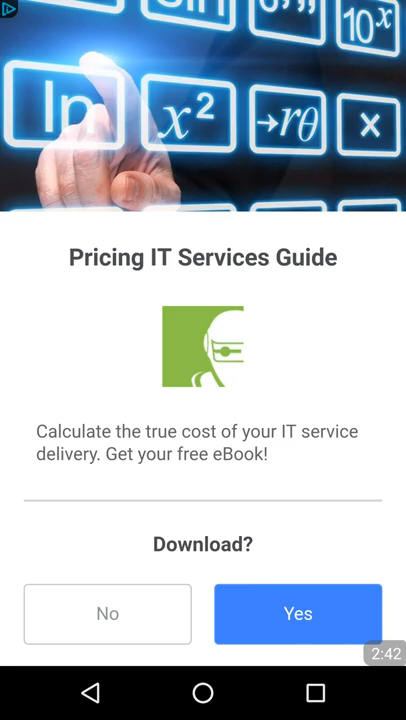 sin
10ˣ
ln
x²
→rθ
×
Pricing IT Services Guide
Calculate the true cost of your IT service
delivery. Get your free eBook!
Download?
No
Yes
2:42